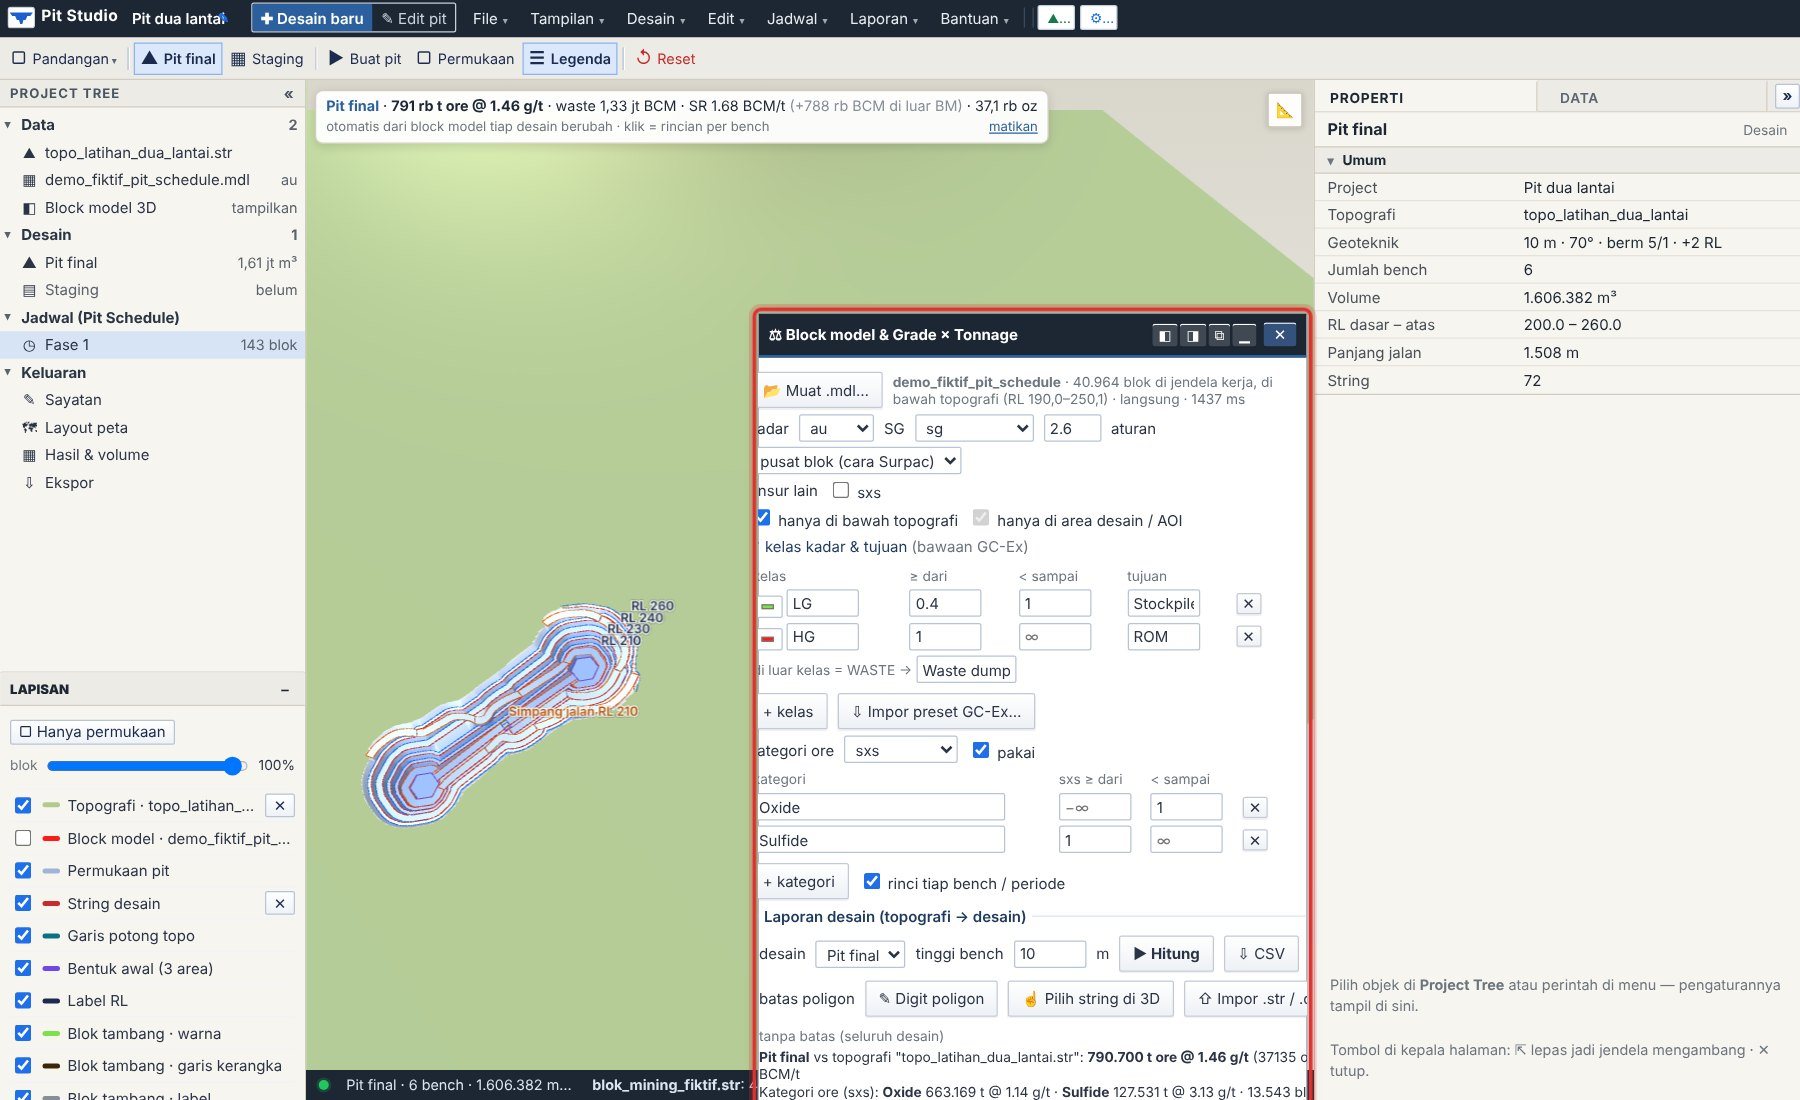 Pit Studio
Pit dua lantai
✚ Desain baru
✎ Edit pit
File ▾
Tampilan ▾
Desain ▾
Edit ▾
Jadwal ▾
Laporan ▾
Bantuan ▾
▲...
⚙...
Pandangan ▾
▲ Pit final
▦ Staging
▶ Buat pit
Permukaan
☰ Legenda
Reset
PROJECT TREE «
Data 2
topo_latihan_dua_lantai.str
demo_fiktif_pit_schedule.mdl au
Block model 3D tampilkan
Desain 1
Pit final 1,61 jt m³
Staging belum
Jadwal (Pit Schedule)
Fase 1 143 blok
Keluaran
Sayatan
Layout peta
Hasil & volume
Ekspor
LAPISAN −
Hanya permukaan
blok 100%
Topografi · topo_latihan_... ✕
Block model · demo_fiktif_pit_...
Permukaan pit
String desain ✕
Garis potong topo
Bentuk awal (3 area)
Label RL
Blok tambang · warna
Blok tambang · garis kerangka
Blok tambang · label
Pit final · 791 rb t ore @ 1.46 g/t · waste 1,33 jt BCM · SR 1.68 BCM/t (+788 rb BCM di luar BM) · 37,1 rb oz
otomatis dari block model tiap desain berubah · klik = rincian per bench matikan
RL 260
RL 240
RL 230
RL 210
Simpang jalan RL 210
Pit final · 6 bench · 1.606.382 m... blok_mining_fiktif.str:
Block model & Grade × Tonnage
Muat .mdl...
demo_fiktif_pit_schedule · 40.964 blok di jendela kerja, di
bawah topografi (RL 190,0–250,1) · langsung · 1437 ms
adar au SG sg 2.6 aturan
pusat blok (cara Surpac)
nsur lain sxs
hanya di bawah topografi hanya di area desain / AOI
kelas kadar & tujuan (bawaan GC-Ex)
elas ≥ dari < sampai tujuan
LG 0.4 1 Stockpile ✕
HG 1 ∞ ROM ✕
di luar kelas = WASTE → Waste dump
+ kelas ⇩ Impor preset GC-Ex...
ategori ore sxs pakai
ategori sxs ≥ dari < sampai
Oxide −∞ 1 ✕
Sulfide 1 ∞ ✕
+ kategori rinci tiap bench / periode
Laporan desain (topografi → desain)
desain Pit final tinggi bench 10 m ▶ Hitung ⇩ CSV
batas poligon ✎ Digit poligon ☝ Pilih string di 3D ⇧ Impor .str /
tanpa batas (seluruh desain)
Pit final vs topografi "topo_latihan_dua_lantai.str": 790.700 t ore @ 1.46 g/t (37135 o
BCM/t
Kategori ore (sxs): Oxide 663.169 t @ 1.14 g/t · Sulfide 127.531 t @ 3.13 g/t · 13.543 bl
PROPERTI DATA »
Pit final Desain
Umum
Project Pit dua lantai
Topografi topo_latihan_dua_lantai
Geoteknik 10 m · 70° · berm 5/1 · +2 RL
Jumlah bench 6
Volume 1.606.382 m³
RL dasar – atas 200.0 – 260.0
Panjang jalan 1.508 m
String 72
Pilih objek di Project Tree atau perintah di menu — pengaturannya
tampil di sini.
Tombol di kepala halaman: ⇱ lepas jadi jendela mengambang · ✕
tutup.